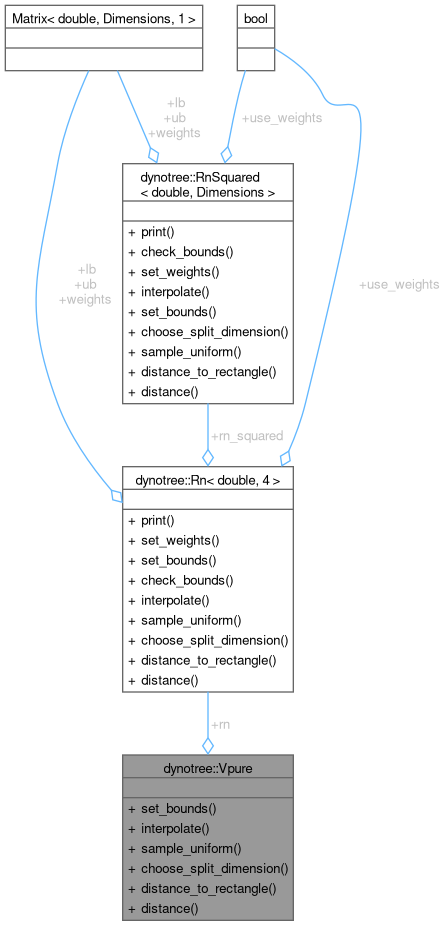 Matrix< double, Dimensions, 1 >
bool
+lb
+ub
+weights
+use_weights
dynotree::RnSquared
< double, Dimensions >
+ print()
+ check_bounds()
+ set_weights()
+ interpolate()
+ set_bounds()
+ choose_split_dimension()
+ sample_uniform()
+ distance_to_rectangle()
+ distance()
+lb
+ub
+weights
+use_weights
+rn_squared
dynotree::Rn< double, 4 >
+ print()
+ set_weights()
+ set_bounds()
+ check_bounds()
+ interpolate()
+ sample_uniform()
+ choose_split_dimension()
+ distance_to_rectangle()
+ distance()
+rn
dynotree::Vpure
+ set_bounds()
+ interpolate()
+ sample_uniform()
+ choose_split_dimension()
+ distance_to_rectangle()
+ distance()